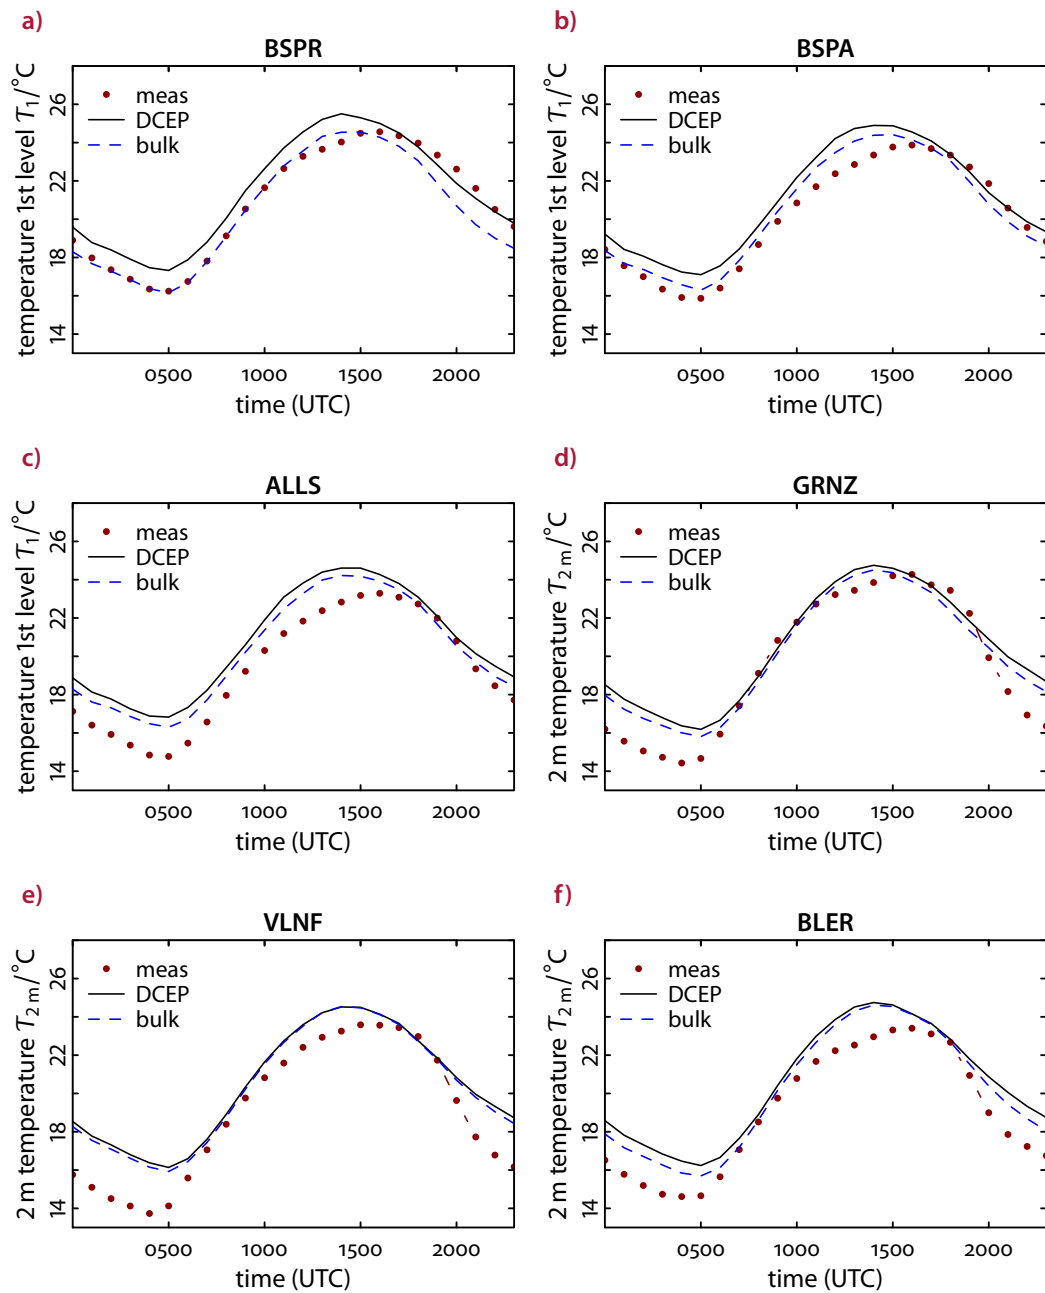 a)
BSPR
temperature 1st level T₁/°C
26
22
18
14
meas
DCEP
bulk
0500 1000 1500 2000
time (UTC)
b)
BSPA
temperature 1st level T₁/°C
26
22
18
14
meas
DCEP
bulk
0500 1000 1500 2000
time (UTC)
c)
ALLS
temperature 1st level T₁/°C
26
22
18
14
meas
DCEP
bulk
0500 1000 1500 2000
time (UTC)
d)
GRNZ
2 m temperature T₂ ₘ/°C
26
22
18
14
meas
DCEP
bulk
0500 1000 1500 2000
time (UTC)
e)
VLNF
2 m temperature T₂ ₘ/°C
26
22
18
14
meas
DCEP
bulk
0500 1000 1500 2000
time (UTC)
f)
BLER
2 m temperature T₂ ₘ/°C
26
22
18
14
meas
DCEP
bulk
0500 1000 1500 2000
time (UTC)